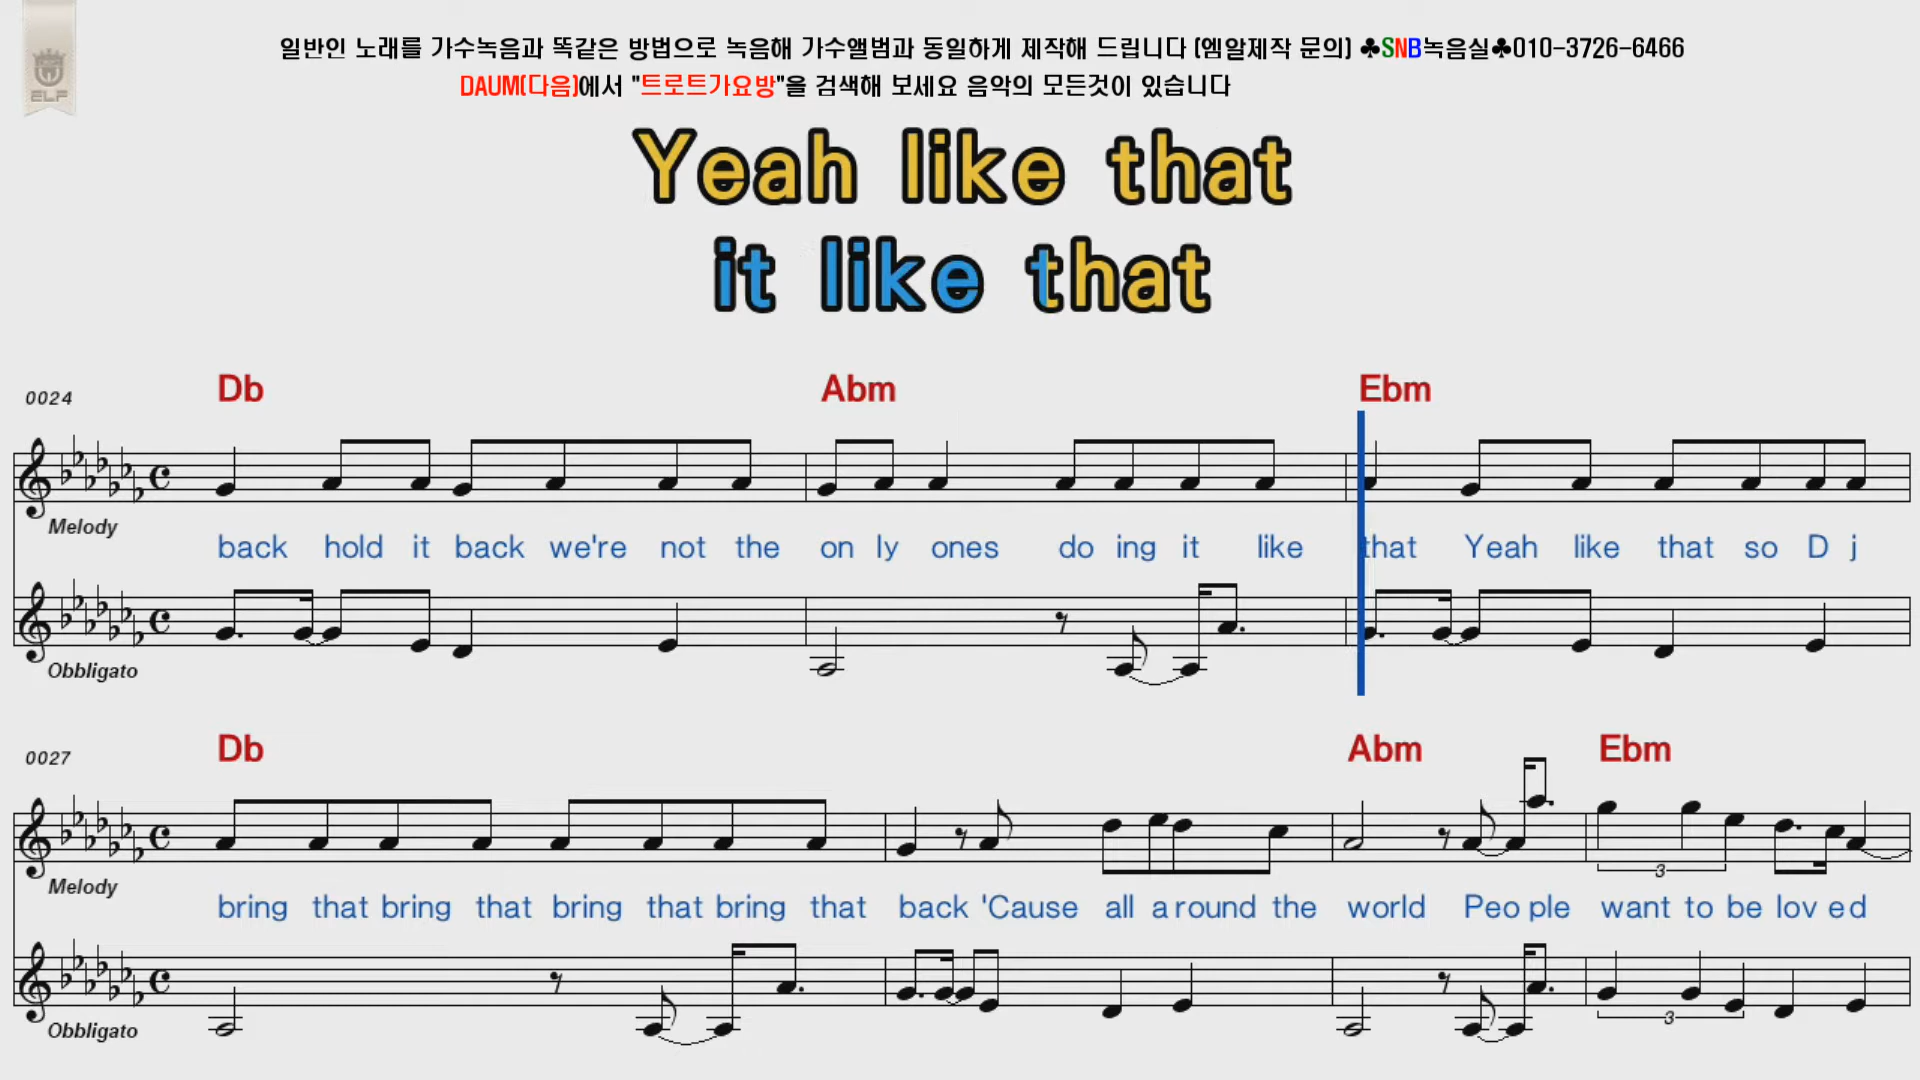 ELF
일반인 노래를 가수녹음과 똑같은 방법으로 녹음해 가수앨범과 동일하게 제작해 드립니다 (엠알제작 문의) ♣SNB녹음실♣010-3726-6466
DAUM(다음)에서 "트로트가요방"을 검색해 보세요 음악의 모든것이 있습니다
Yeah like that
it like that
0024 Db Abm Ebm
Melody
back hold it back we're not the on ly ones do ing it like that Yeah like that so D j
Obbligato
0027 Db Abm Ebm
3
Melody
bring that bring that bring that bring that back 'Cause all a round the world Peo ple want to be lov ed
3
Obbligato